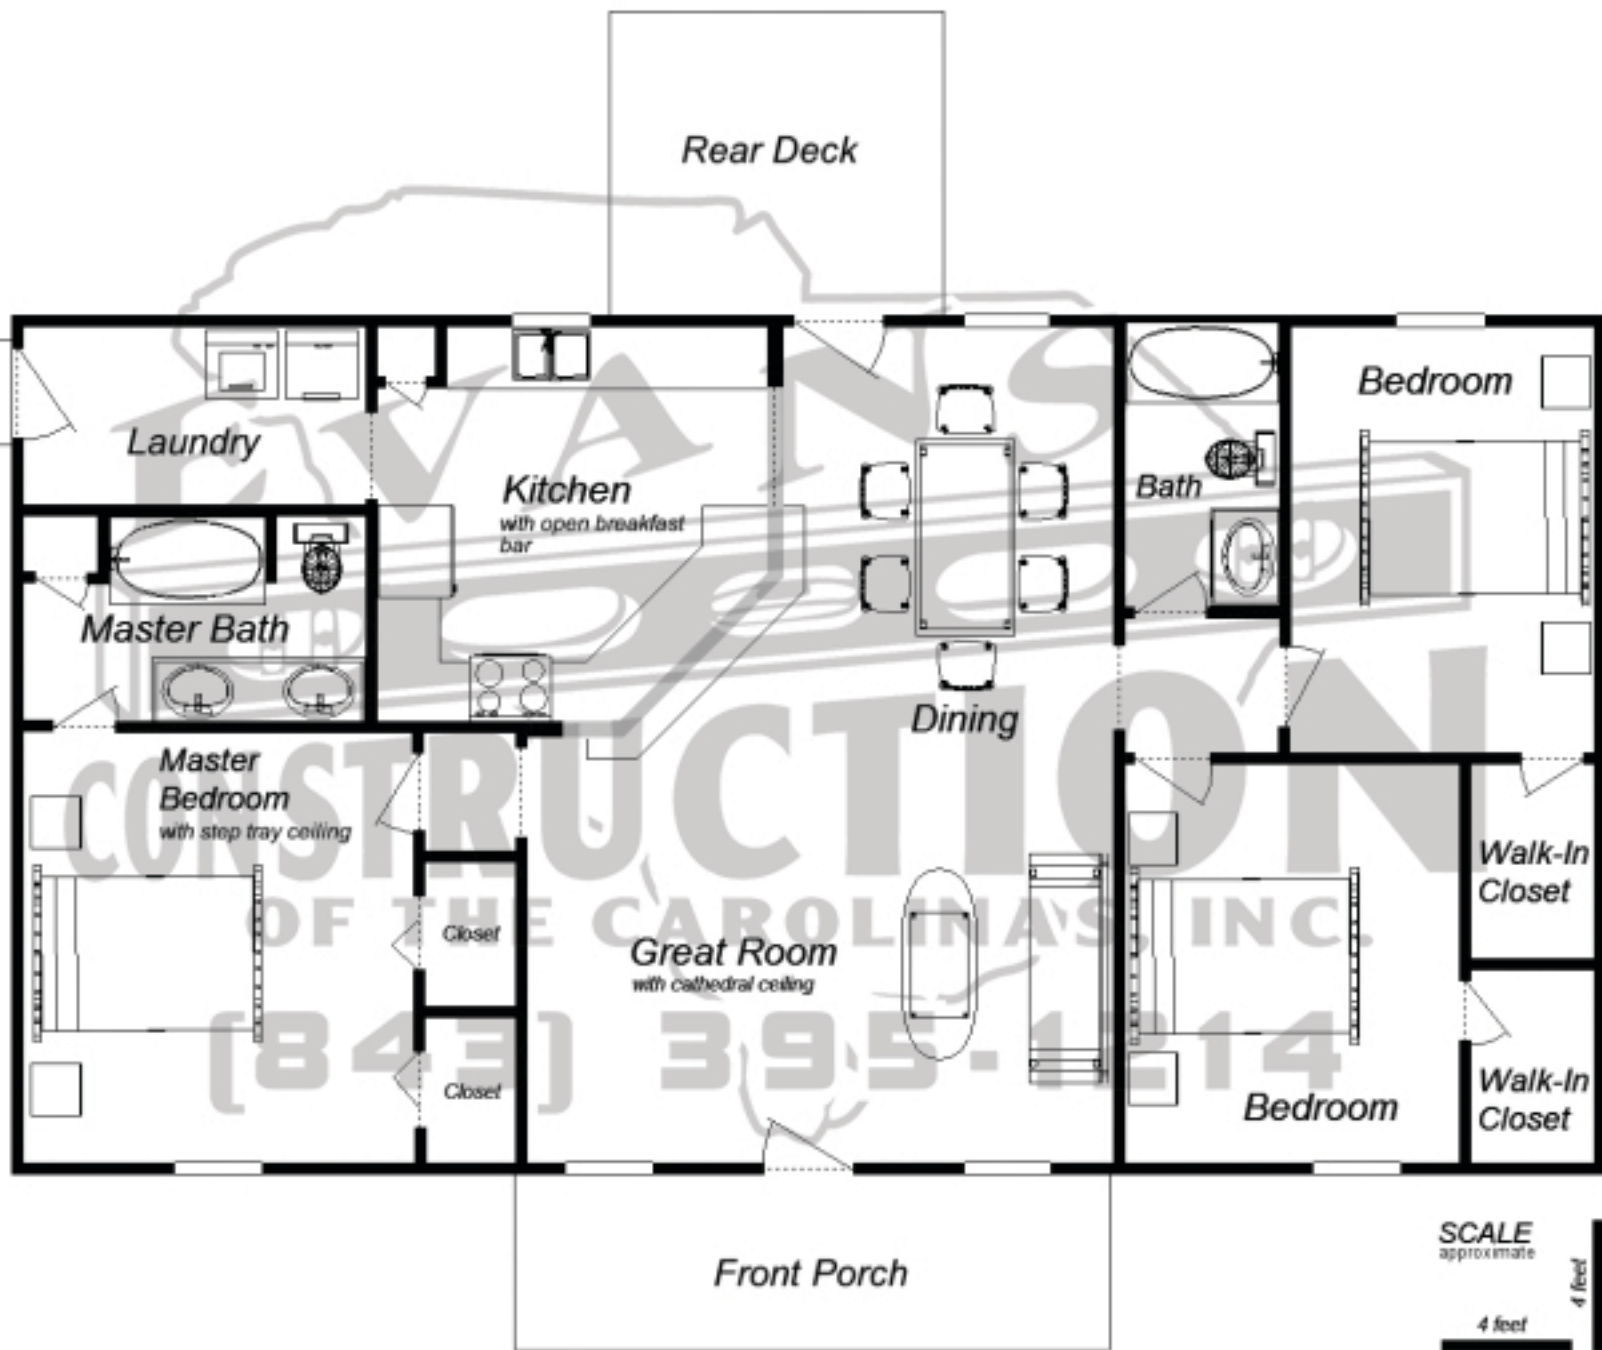 Rear Deck
EVANS
CONSTRUCTION
OF THE CAROLINAS, INC.
(843) 395-1214
Laundry
Kitchen
with open breakfast
bar
Bath
Bedroom
Master Bath
Dining
Master
Bedroom
with step tray ceiling
Closet
Closet
Great Room
with cathedral ceiling
Walk-In
Closet
Bedroom
Walk-In
Closet
Front Porch
SCALE
approximate
4 feet
4 feet